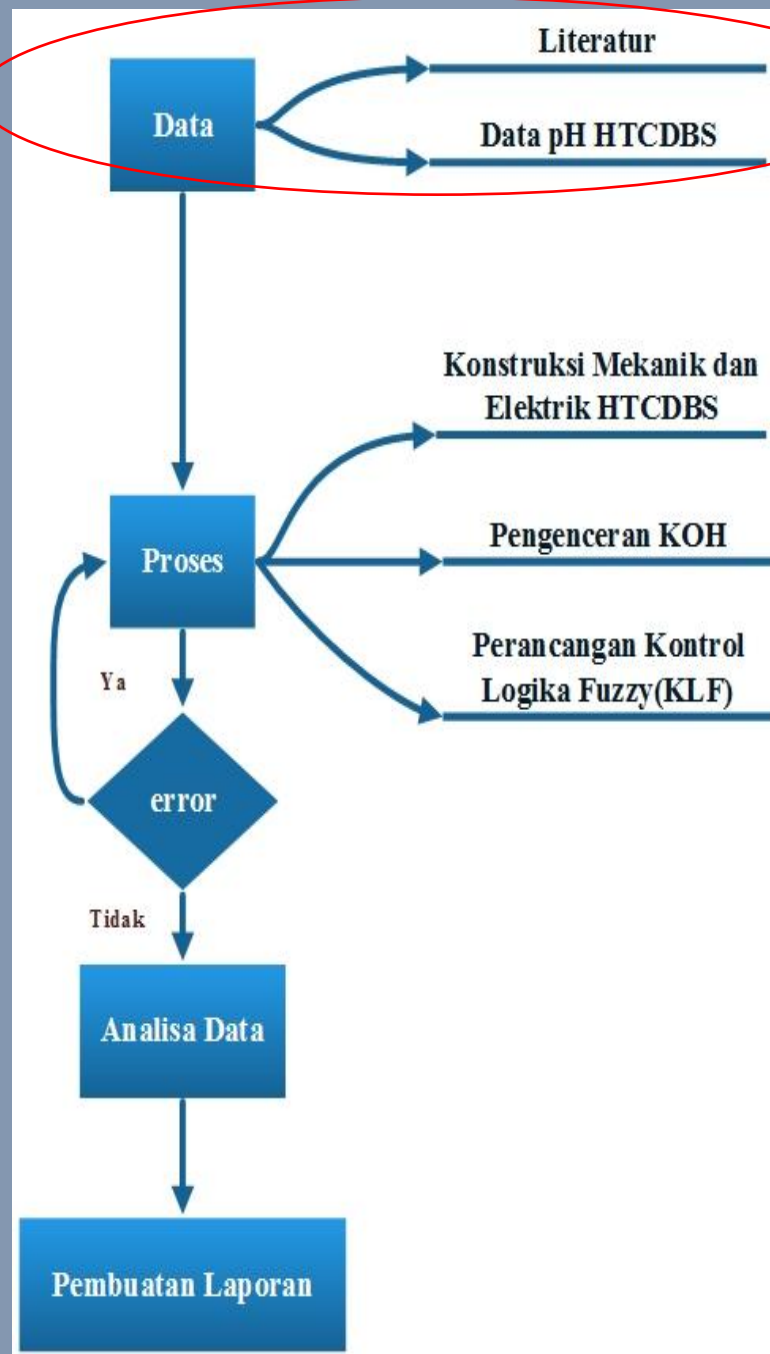 Literatur
Data
Data pH HTCDBS
Konstruksi Mekanik dan
Elektrik HTCDBS
Proses
Pengenceran KOH
Perancangan Kontrol
Logika Fuzzy(KLF)
Ya
error
Tidak
Analisa Data
Pembuatan Laporan